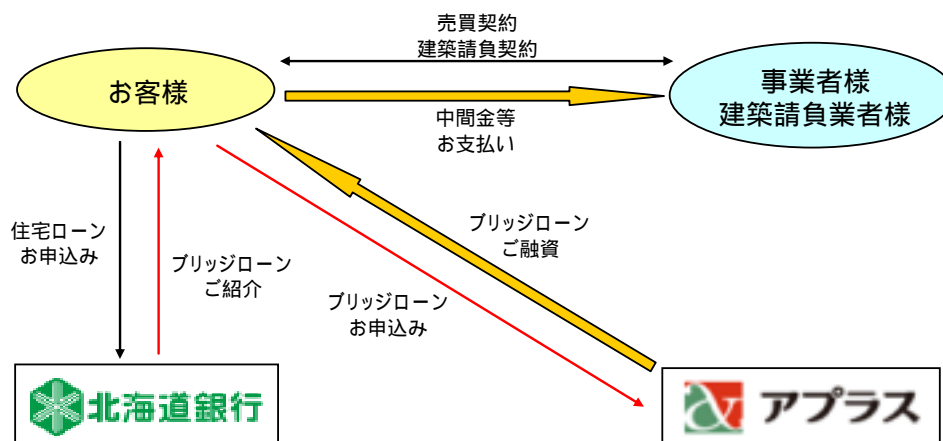 売買契約
建築請負契約
お客様
事業者様
建築請負業者様
中間金等
お支払い
住宅ローン
お申込み
ブリッジローン
ご紹介
ブリッジローン
お申込み
ブリッジローン
ご融資
北海道銀行
アプラス